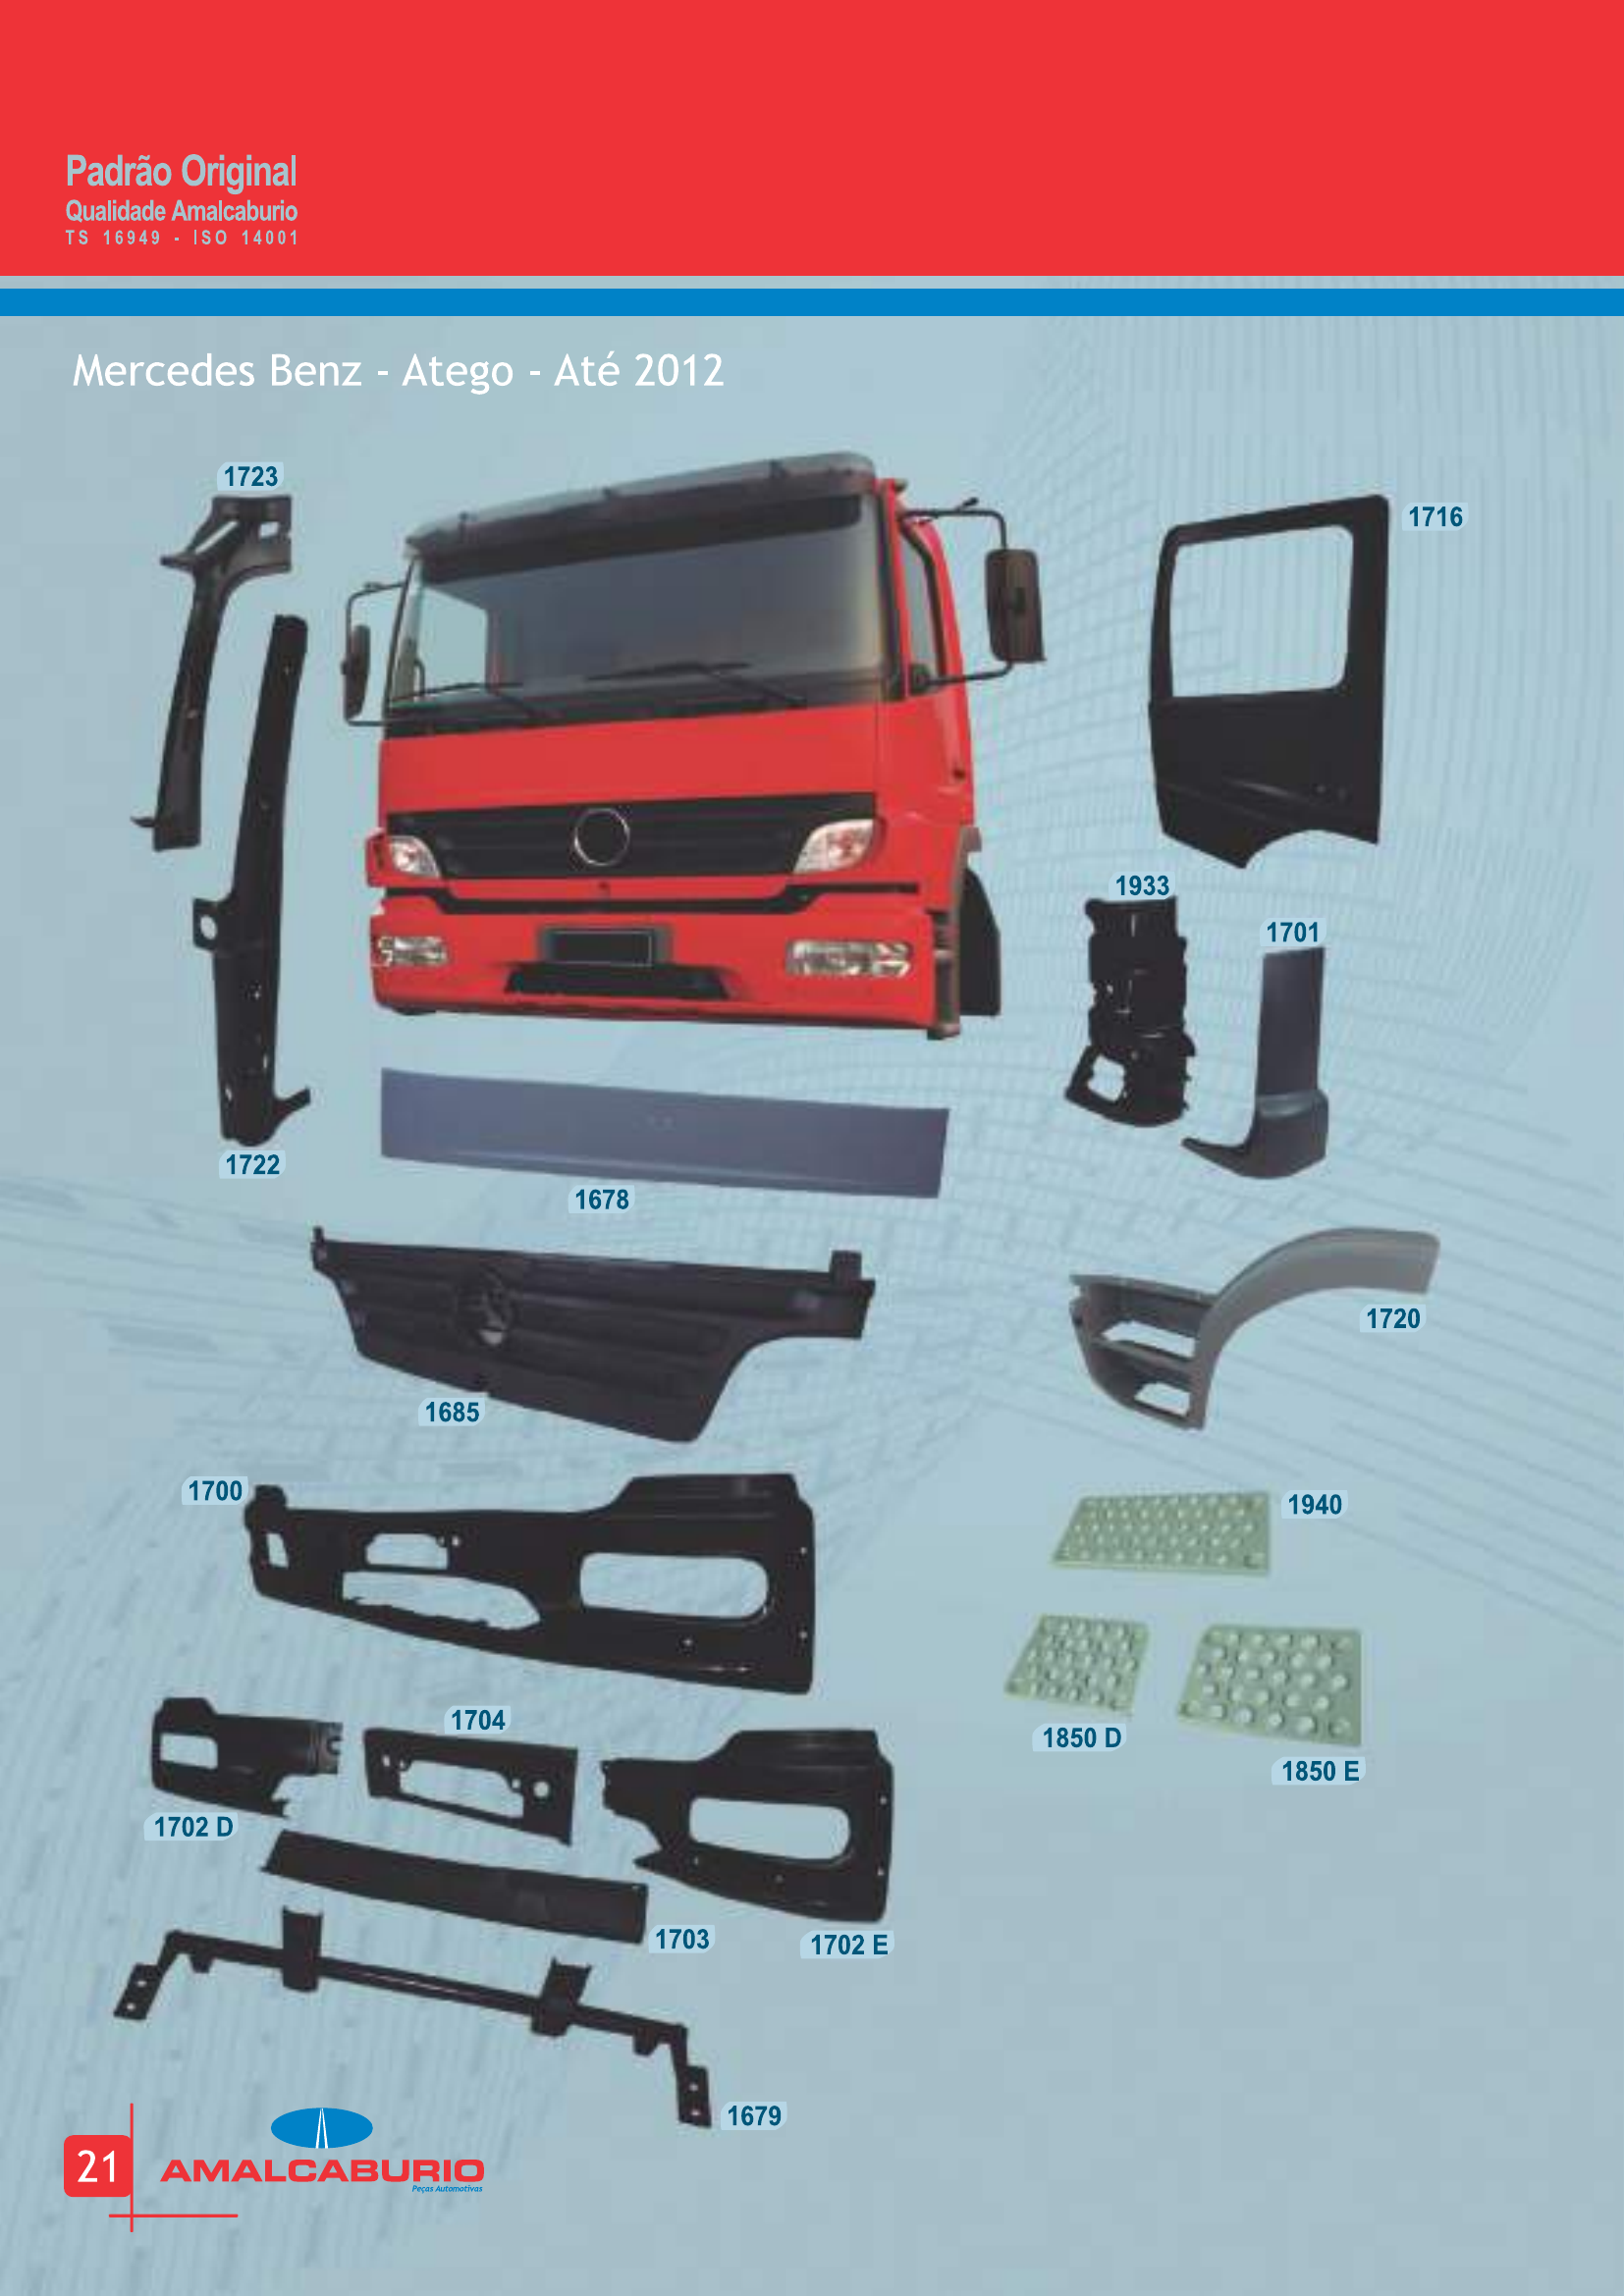 Padrão Original
Qualidade Amalcaburio
TS 16949 - ISO 14001
Mercedes Benz - Atego - Até 2012
1723
1716
1933
1701
1722
1678
1720
1685
1700
1940
1704
1850 D
1850 E
1702 D
1703
1702 E
1679
21
AMALCABURIO
Peças Automotivas